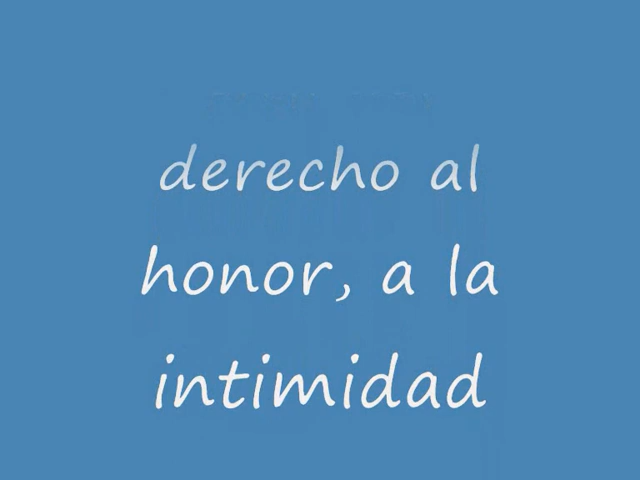 derecho al
honor, a la
intimidad